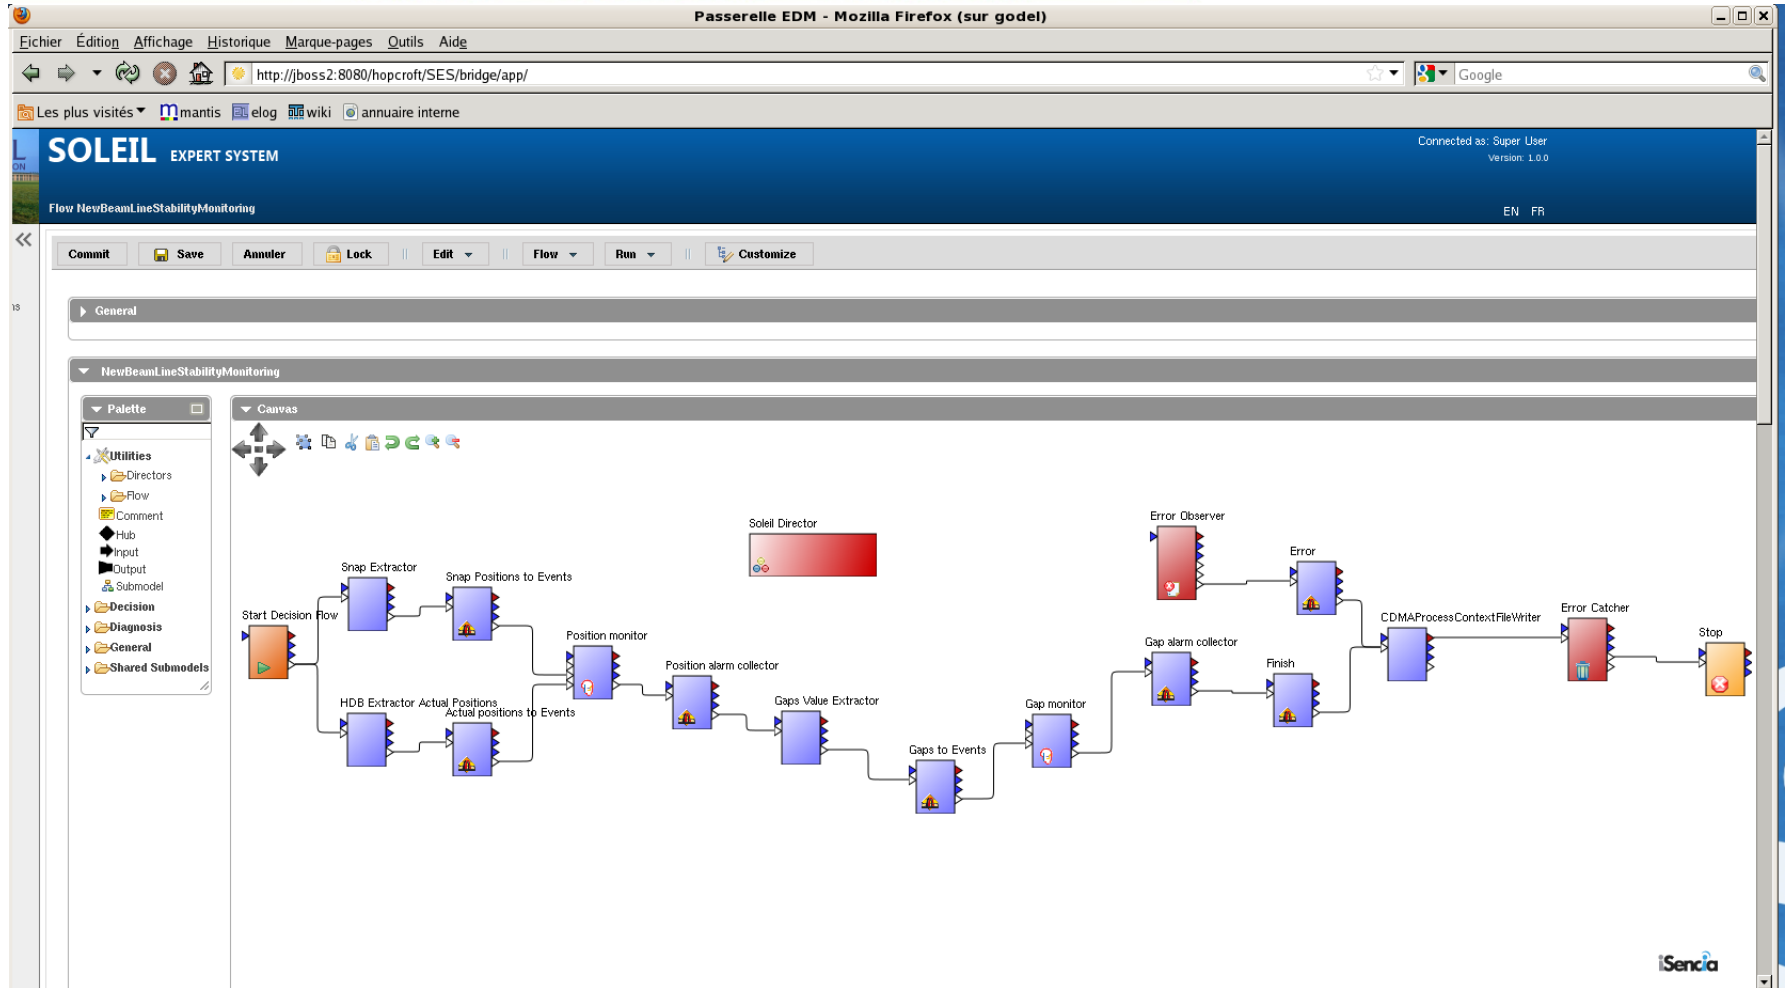 Passerelle EDM - Mozilla Firefox (sur godel)
Fichier Édition Affichage Historique Marque-pages Outils Aide
http://jboss2:8080/hopcroft/SES/bridge/app/
Google
Les plus visités mantis elog wiki annuaire interne
L
ON
SOLEIL EXPERT SYSTEM
Connected as: Super User
Version: 1.0.0
Flow NewBeamLineStabilityMonitoring
EN FR
Commit Save Annuler Lock Edit Flow Run Customize
General
NewBeamLineStabilityMonitoring
Palette
Canvas
Utilities
Directors
Flow
Comment
Hub
Input
Output
Submodel
Decision
Diagnosis
General
Shared Submodels
Start Decision Flow
Snap Extractor
Snap Positions to Events
HDB Extractor Actual Positions
Actual positions to Events
Position monitor
Position alarm collector
Soleil Director
Gaps Value Extractor
Gaps to Events
Gap monitor
Gap alarm collector
Finish
Error Observer
Error
CDMAProcessContextFileWriter
Error Catcher
Stop
iSencia